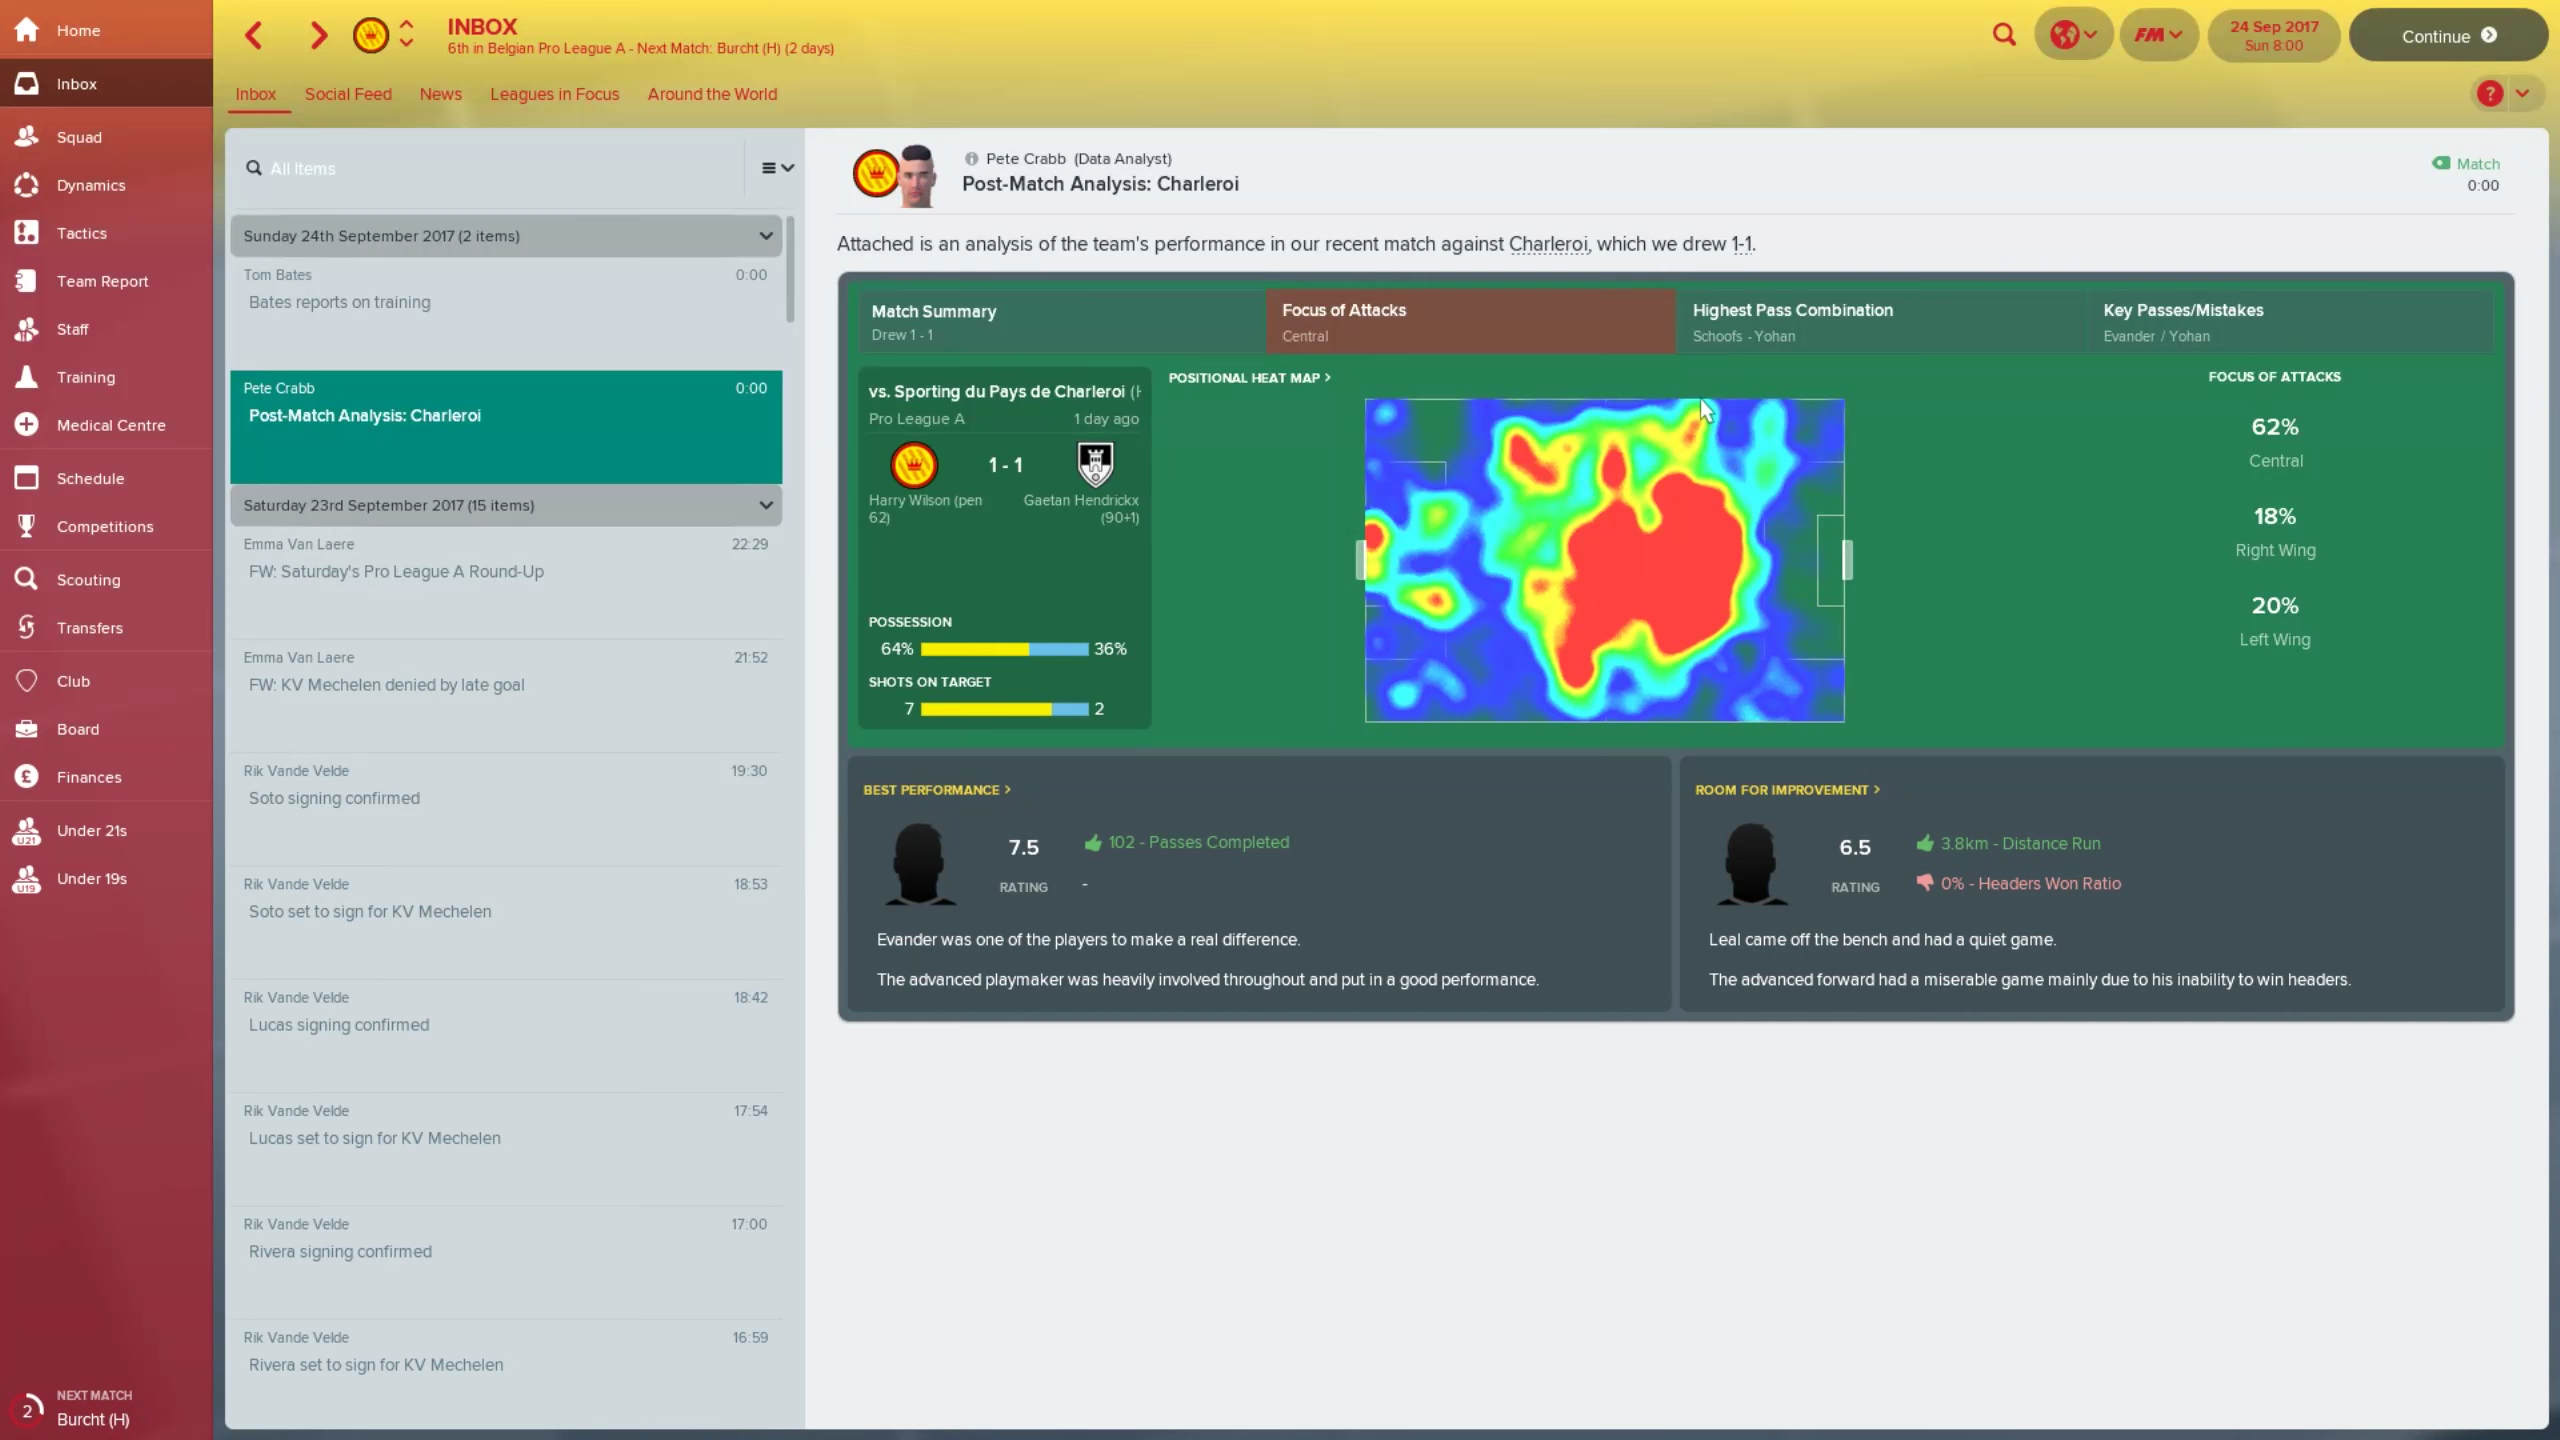 Home
Inbox
Squad
Dynamics
Tactics
Team Report
Staff
Training
Medical Centre
Schedule
Competitions
Scouting
Transfers
Club
Board
Finances
U21
Under 21s
U19
Under 19s
2
NEXT MATCH
Burcht (H)
INBOX
6th in Belgian Pro League A - Next Match: Burcht (H) (2 days)
FM
24 Sep 2017
Sun 8:00
Continue
Inbox
Social Feed
News
Leagues in Focus
Around the World
?
All Items
Sunday 24th September 2017 (2 items)
Tom Bates 0:00
Bates reports on training
Pete Crabb 0:00
Post-Match Analysis: Charleroi
Saturday 23rd September 2017 (15 items)
Emma Van Laere 22:29
FW: Saturday's Pro League A Round-Up
Emma Van Laere 21:52
FW: KV Mechelen denied by late goal
Rik Vande Velde 19:30
Soto signing confirmed
Rik Vande Velde 18:53
Soto set to sign for KV Mechelen
Rik Vande Velde 18:42
Lucas signing confirmed
Rik Vande Velde 17:54
Lucas set to sign for KV Mechelen
Rik Vande Velde 17:00
Rivera signing confirmed
Rik Vande Velde 16:59
Rivera set to sign for KV Mechelen
Pete Crabb (Data Analyst)
Post-Match Analysis: Charleroi
Match
0:00
Attached is an analysis of the team's performance in our recent match against Charleroi, which we drew 1-1.
Match Summary
Drew 1 - 1
Focus of Attacks
Central
Highest Pass Combination
Schoofs - Yohan
Key Passes/Mistakes
Evander / Yohan
vs. Sporting du Pays de Charleroi (H
Pro League A 1 day ago
1 - 1
Harry Wilson (pen
62)
Gaetan Hendrickx
(90+1)
POSSESSION
64% 36%
SHOTS ON TARGET
7 2
POSITIONAL HEAT MAP >
FOCUS OF ATTACKS
62%
Central
18%
Right Wing
20%
Left Wing
BEST PERFORMANCE >
7.5
RATING
102 - Passes Completed
-
Evander was one of the players to make a real difference.
The advanced playmaker was heavily involved throughout and put in a good performance.
ROOM FOR IMPROVEMENT >
6.5
RATING
3.8km - Distance Run
0% - Headers Won Ratio
Leal came off the bench and had a quiet game.
The advanced forward had a miserable game mainly due to his inability to win headers.